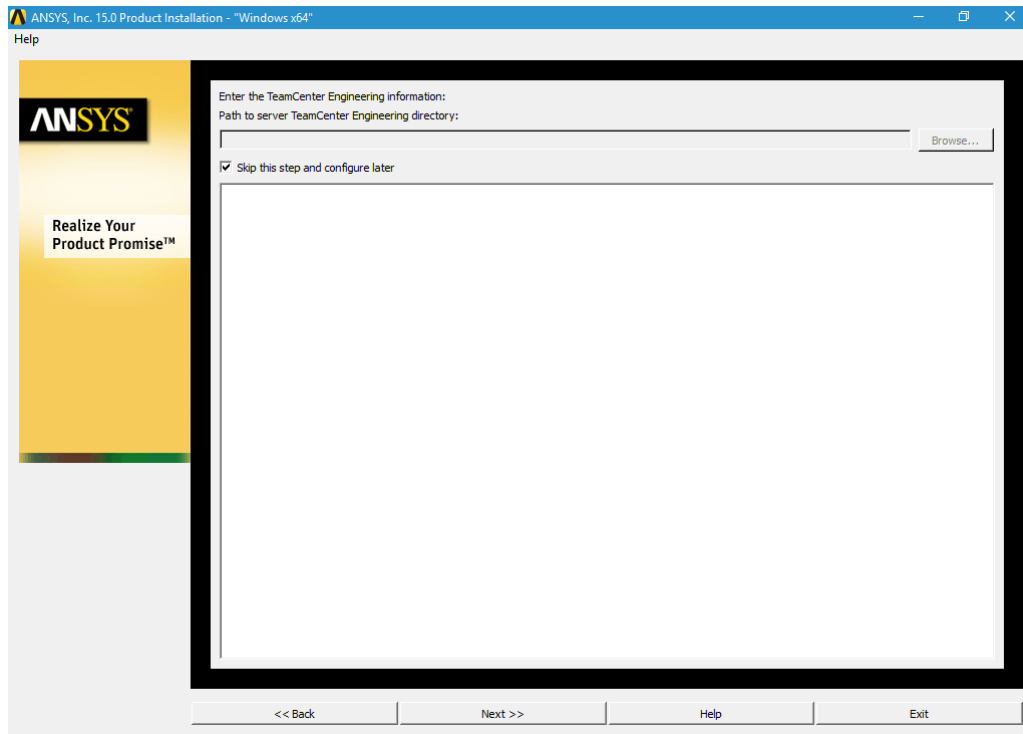 ANSYS, Inc. 15.0 Product Installation - "Windows x64"
Help
ANSYS®
Realize Your
Product Promise™
Enter the TeamCenter Engineering information:
Path to server TeamCenter Engineering directory:
Browse...
Skip this step and configure later
<< Back
Next >>
Help
Exit